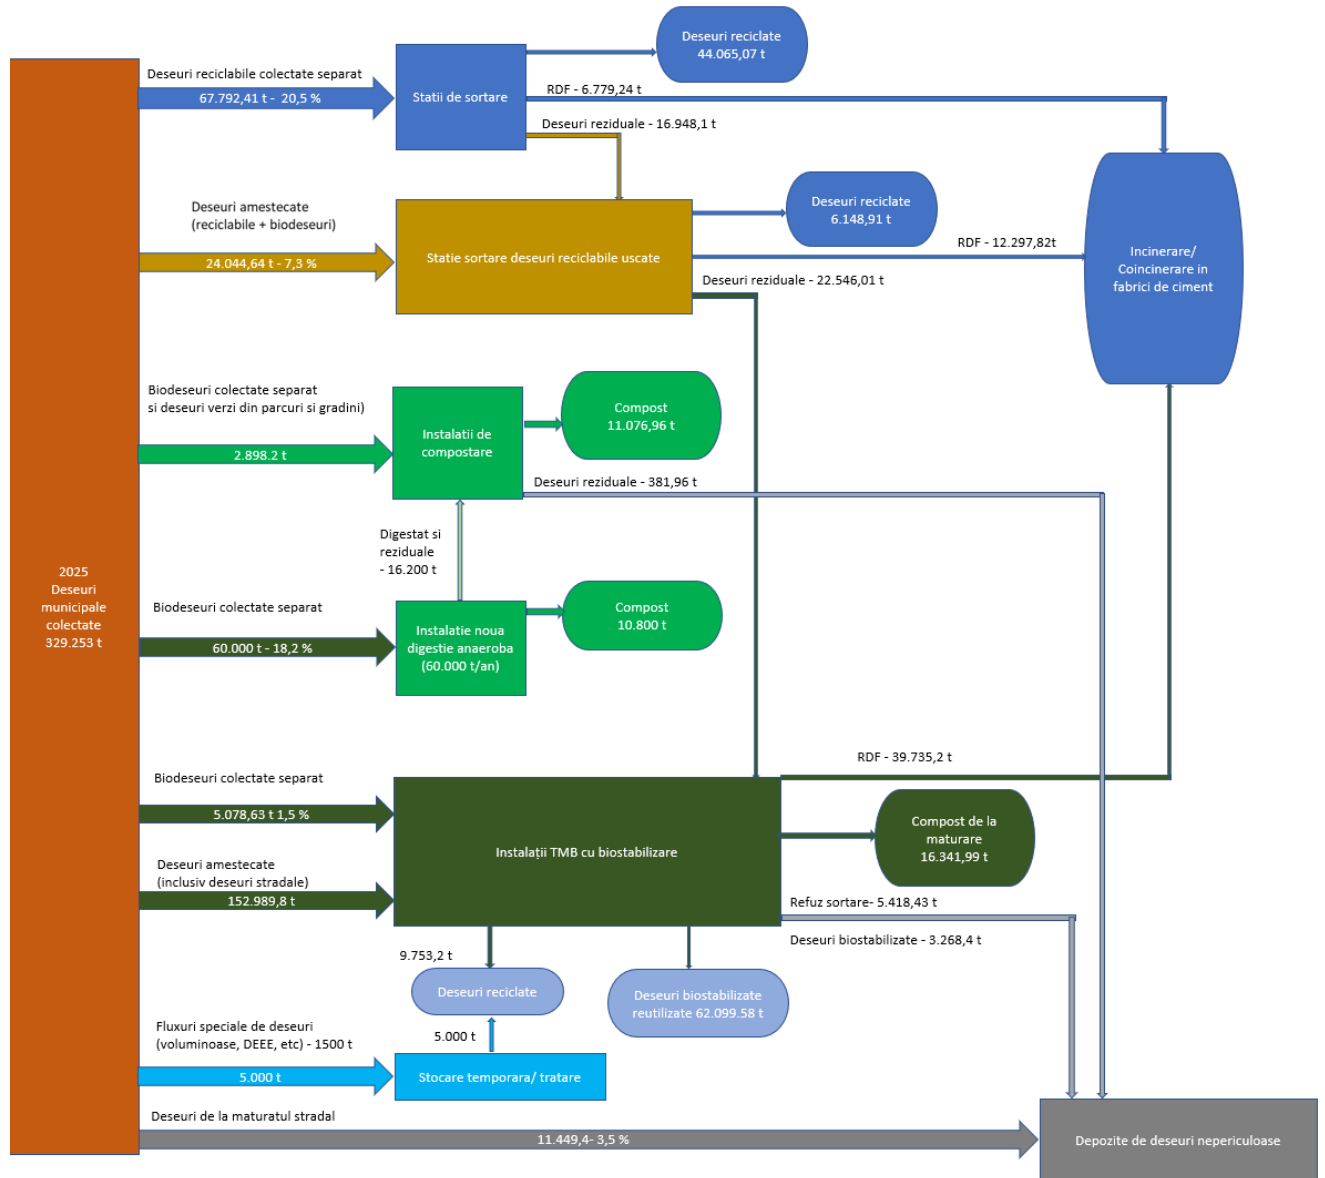 Deseuri reciclate
44.065,07 t
Deseuri reciclabile colectate separat
67.792,41 t - 20,5 %
Statii de sortare
RDF - 6.779,24 t
Deseuri reziduale - 16.948,1 t
Deseuri amestecate
(reciclabile + biodeseuri)
24.044,64 t - 7,3 %
Statie sortare deseuri reciclabile uscate
Deseuri reciclate
6.148,91 t
RDF - 12.297,82t
Deseuri reziduale - 22.546,01 t
Incinerare/
Coincinerare in
fabrici de ciment
Biodeseuri colectate separat
si deseuri verzi din parcuri si gradini)
2.898.2 t
Instalatii de
compostare
Compost
11.076,96 t
Deseuri reziduale - 381,96 t
Digestat si
reziduale
- 16.200 t
2025
Deseuri
municipale
colectate
329.253 t
Biodeseuri colectate separat
60.000 t - 18,2 %
Instalatie noua
digestie anaeroba
(60.000 t/an)
Compost
10.800 t
Biodeseuri colectate separat
5.078,63 t 1,5 %
Deseuri amestecate
(inclusiv deseuri stradale)
152.989,8 t
Instalații TMB cu biostabilizare
RDF - 39.735,2 t
Compost de la
maturare
16.341,99 t
Refuz sortare- 5.418,43 t
Deseuri biostabilizate - 3.268,4 t
9.753,2 t
Deseuri reciclate
Deseuri biostabilizate
reutilizate 62.099.58 t
Fluxuri speciale de deseuri
(voluminoase, DEEE, etc) - 1500 t
5.000 t
5.000 t
Stocare temporara/ tratare
Deseuri de la maturatul stradal
11.449,4- 3,5 %
Depozite de deseuri nepericuloase